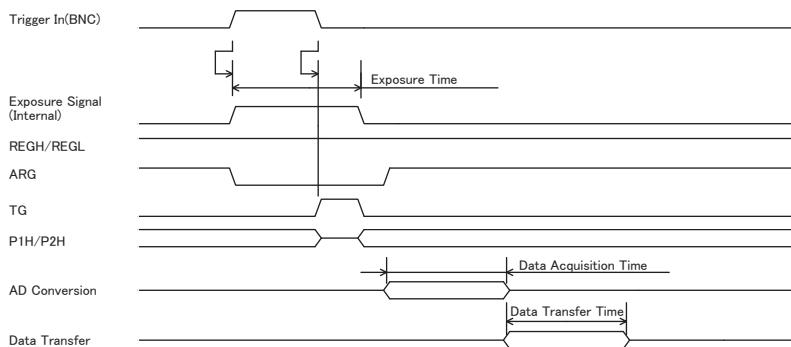 Trigger In(BNC)
Exposure Time
Exposure Signal
(Internal)
REGH/REGL
ARG
TG
P1H/P2H
Data Acquisition Time
AD Conversion
Data Transfer Time
Data Transfer